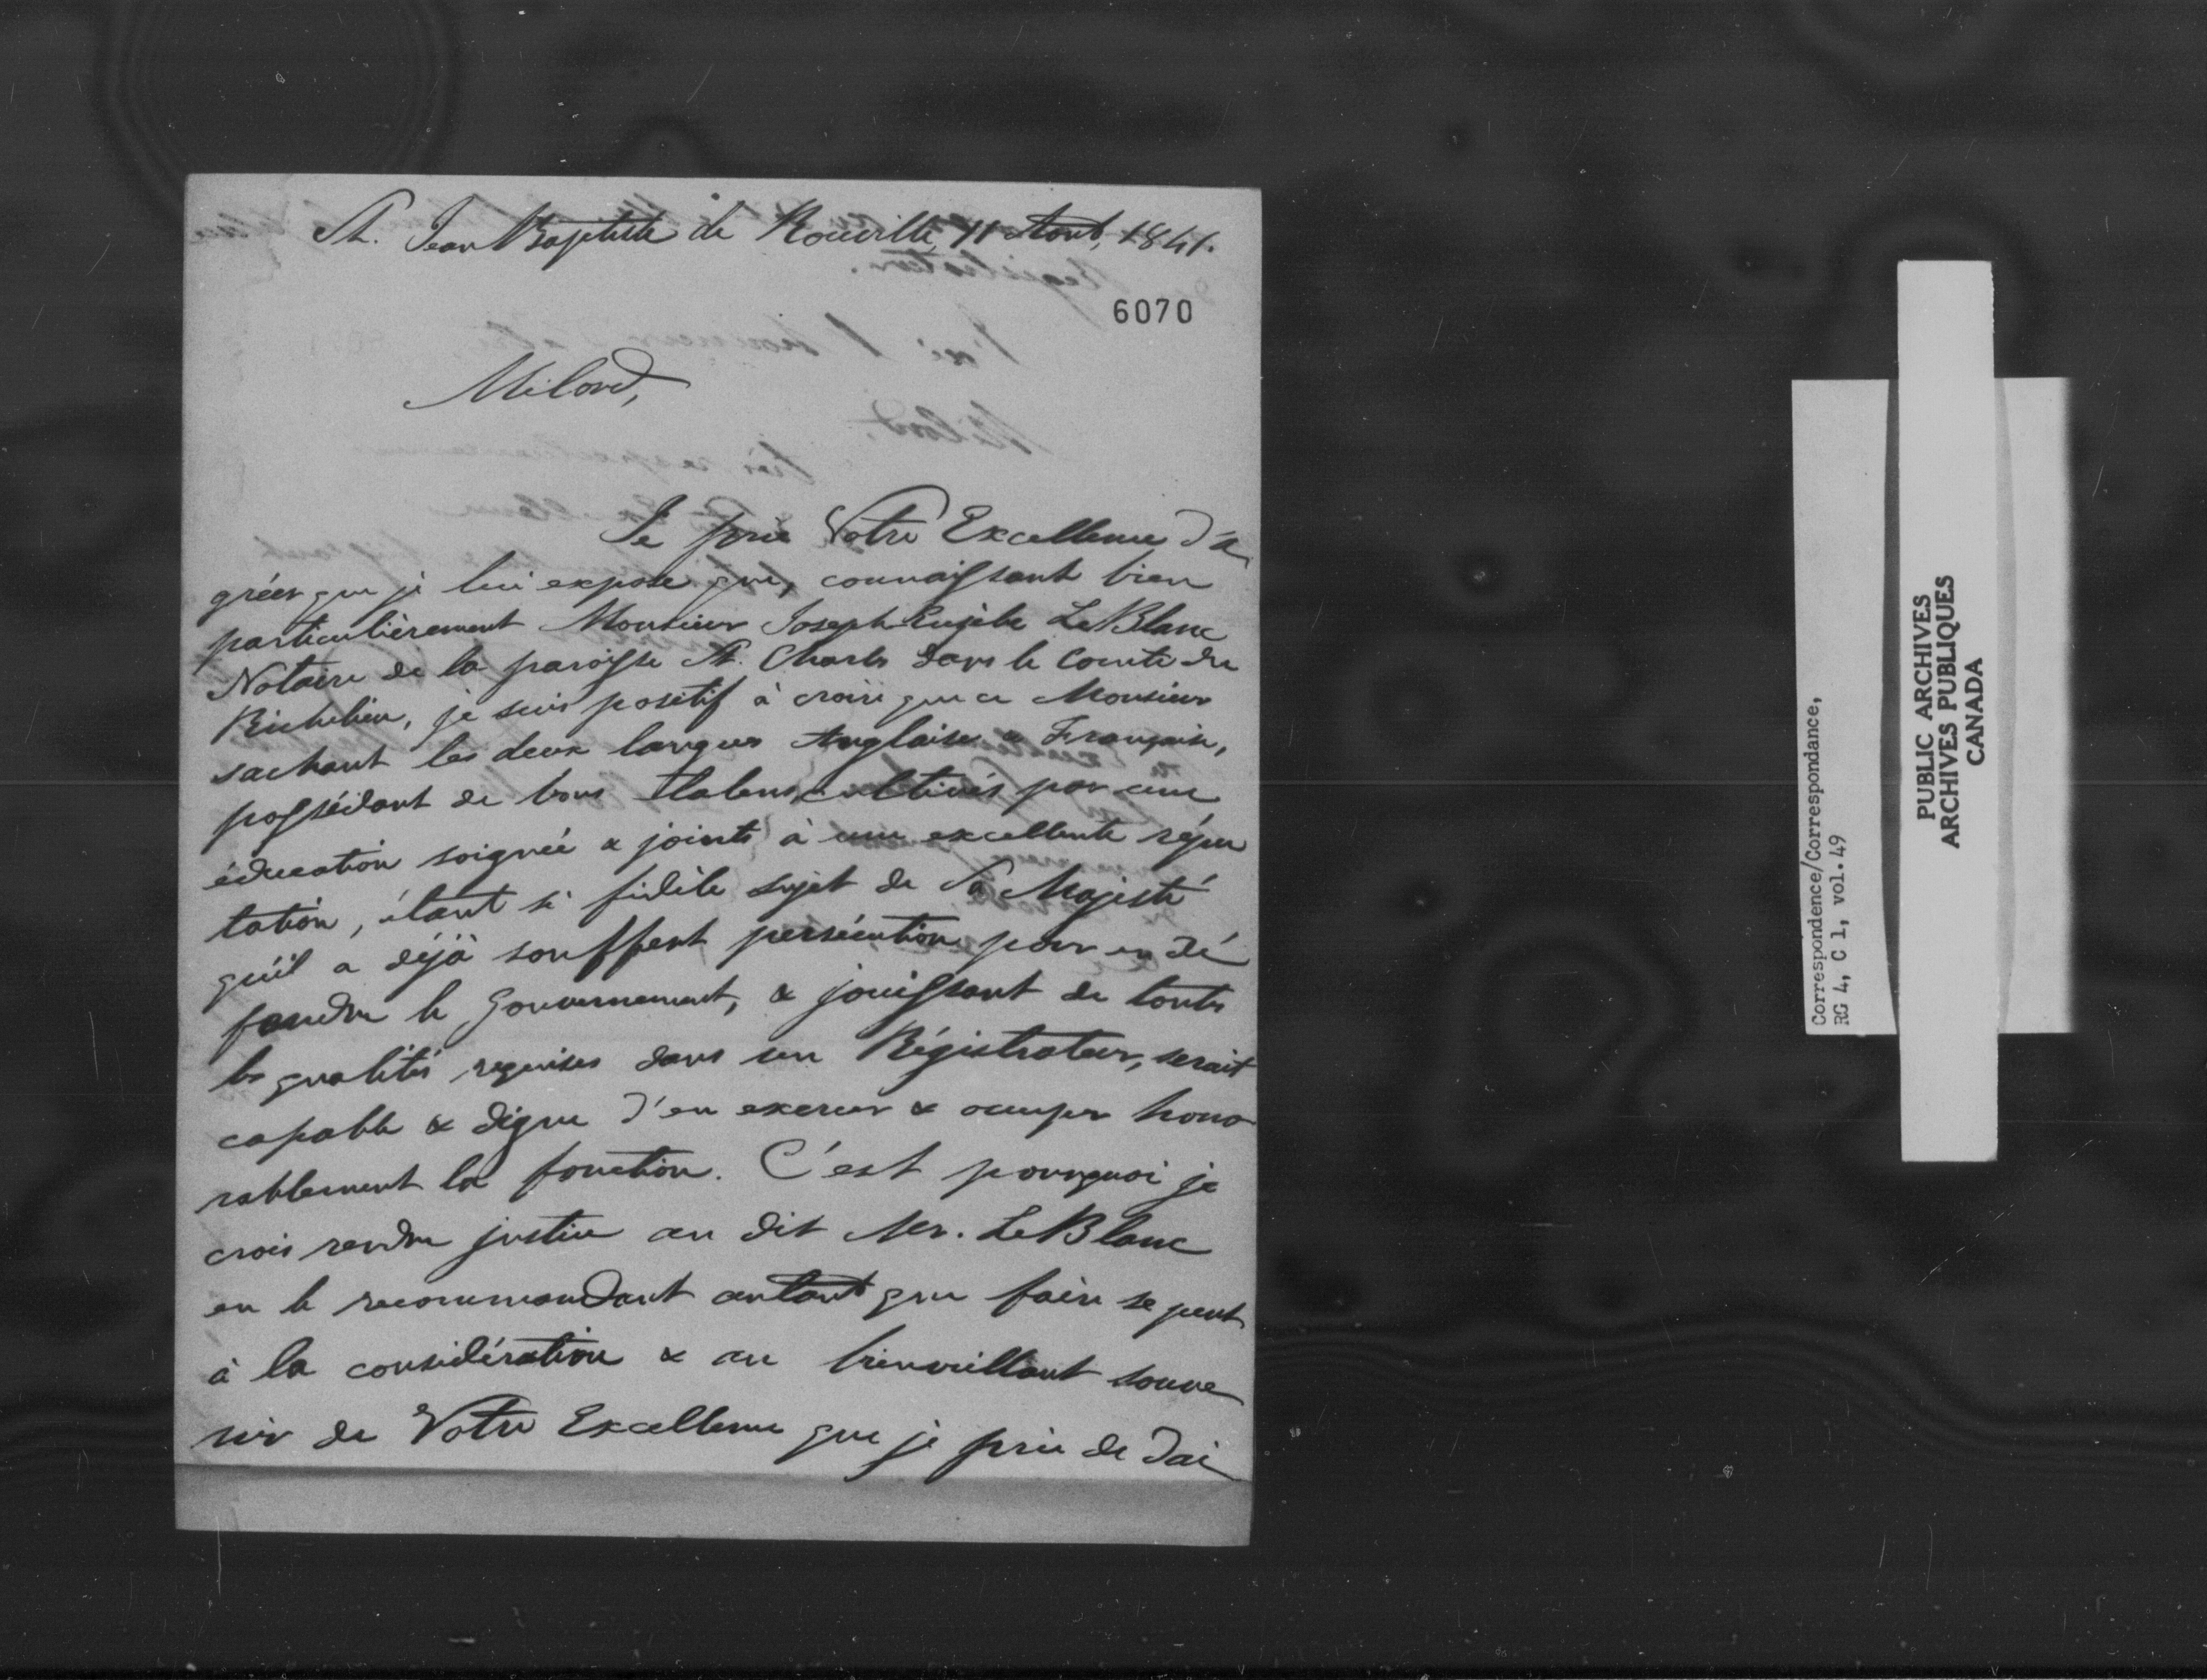 St. Jean Baptiste de Rouville, 11 Aout, 1841.
6070
Milord,
Je prie Votre Excellence d'a
gréer que je lui expose que, connaissant bien
particulièrement Monsieur Joseph Eusèbe LeBlanc
Notaire de la paroisse St. Charles dans le Comté de
Richelieu, je suis positif à croire que ce Monsieur
sachant les deux langues Anglaise & Française,
possédant de bons talens cultivés par une
éducation soignée & joints à une excellente répu
tation, étant si fidèle sujet de Sa Majesté
qu'il a déjà souffert persécution pour en dé
fendre le Gouvernement, & jouissant de toutes
les qualités requises dans un Régistrateur, serait
capable & digne d'en exercer & occuper hono
rablement la fonction. C'est pourquoi je
crois rendre justice au dit Mr. LeBlanc
en le recommandant autant que faire se peut
à la considération & au bienveillant souve
nir de Votre Excellence que je prie de dai
Correspondence/Correspondance,
RG 4, C 1, vol. 49
PUBLIC ARCHIVES
ARCHIVES PUBLIQUES
CANADA